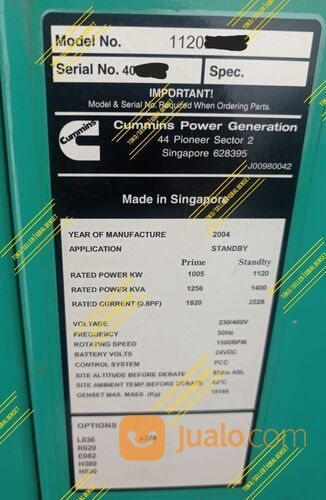 Model No. 1120
Serial No. 40 Spec.
IMPORTANT!
Model & Serial No. Required When Ordering Parts.
Cummins
Cummins Power Generation
44 Pioneer Sector 2
Singapore 628395
J00980042
Made in Singapore
YEAR OF MANUFACTURE 2004
APPLICATION STANDBY
Prime Standby
RATED POWER KW 1005 1120
RATED POWER KVA 1256 1400
RATED CURRENT (0.8PF) 1820 2028
VOLTAGE 230/400V
FREQUENCY 50Hz
ROTATING SPEED 1500RPM
BATTERY VOLTS 24VDC
CONTROL SYSTEM PCC
SITE ALTITUDE BEFORE DERATE ASL
SITE AMBIENT TEMP. BEFORE DERATE
GENSET MAX. MASS (Kg)
OPTIONS
L036
R029
E082
H389
jualo.com